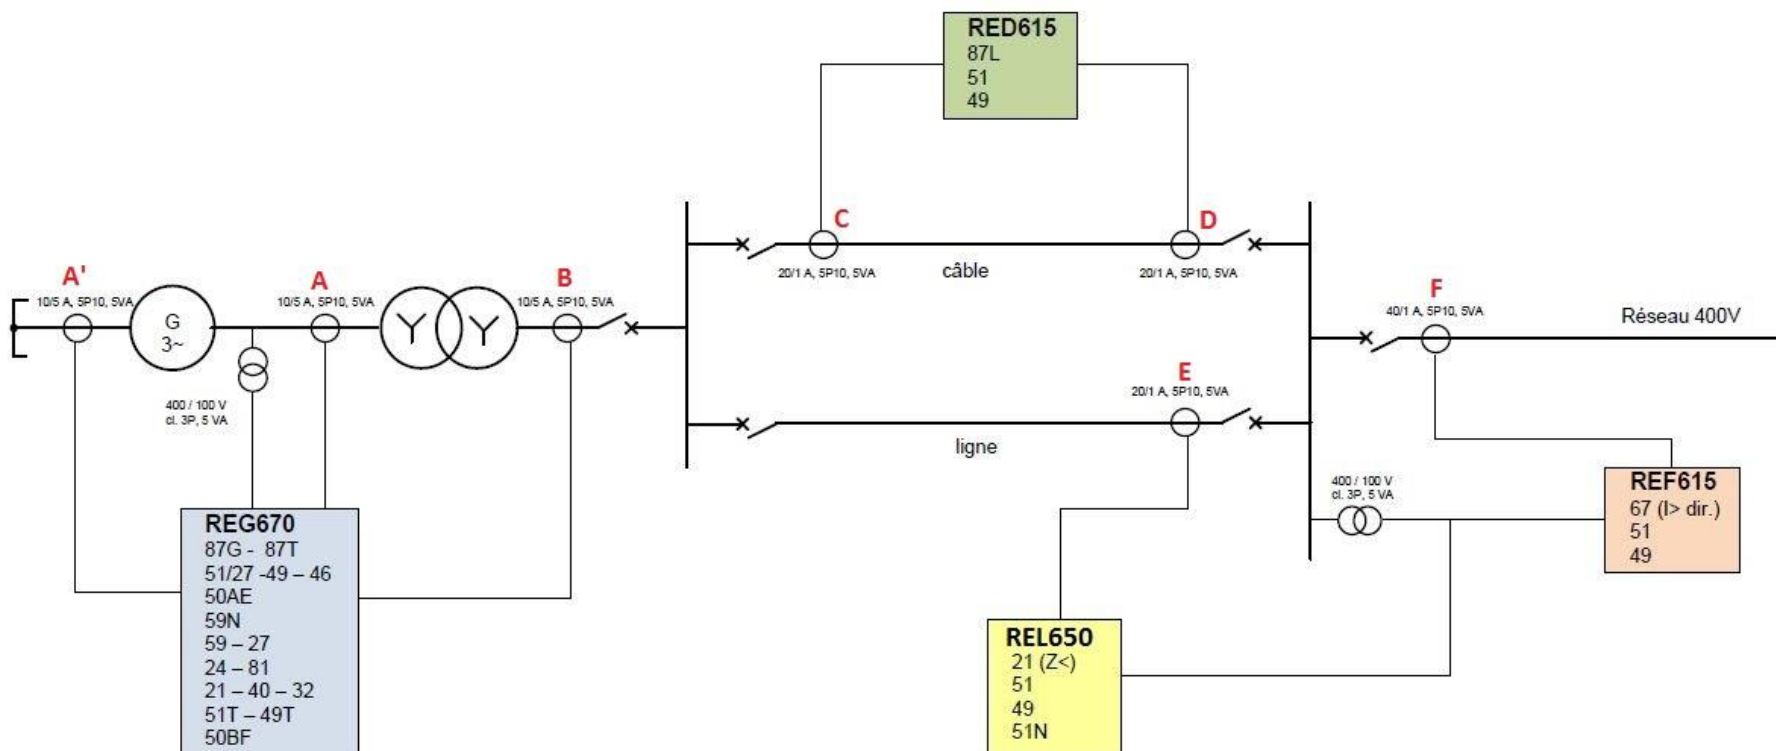 RED615
87L
51
49
C
D
20/1 A, 5P10, 5VA
20/1 A, 5P10, 5VA
câble
A'
10/5 A, 5P10, 5VA
G
3~
A
10/5 A, 5P10, 5VA
B
10/5 A, 5P10, 5VA
F
40/1 A, 5P10, 5VA
Réseau 400V
400 / 100 V
cl. 3P, 5 VA
E
20/1 A, 5P10, 5VA
ligne
400 / 100 V
cl. 3P, 5 VA
REF615
67 (I> dir.)
51
49
REG670
87G - 87T
51/27 -49 – 46
50AE
59N
59 – 27
24 – 81
21 – 40 – 32
51T – 49T
50BF
REL650
21 (Z<)
51
49
51N